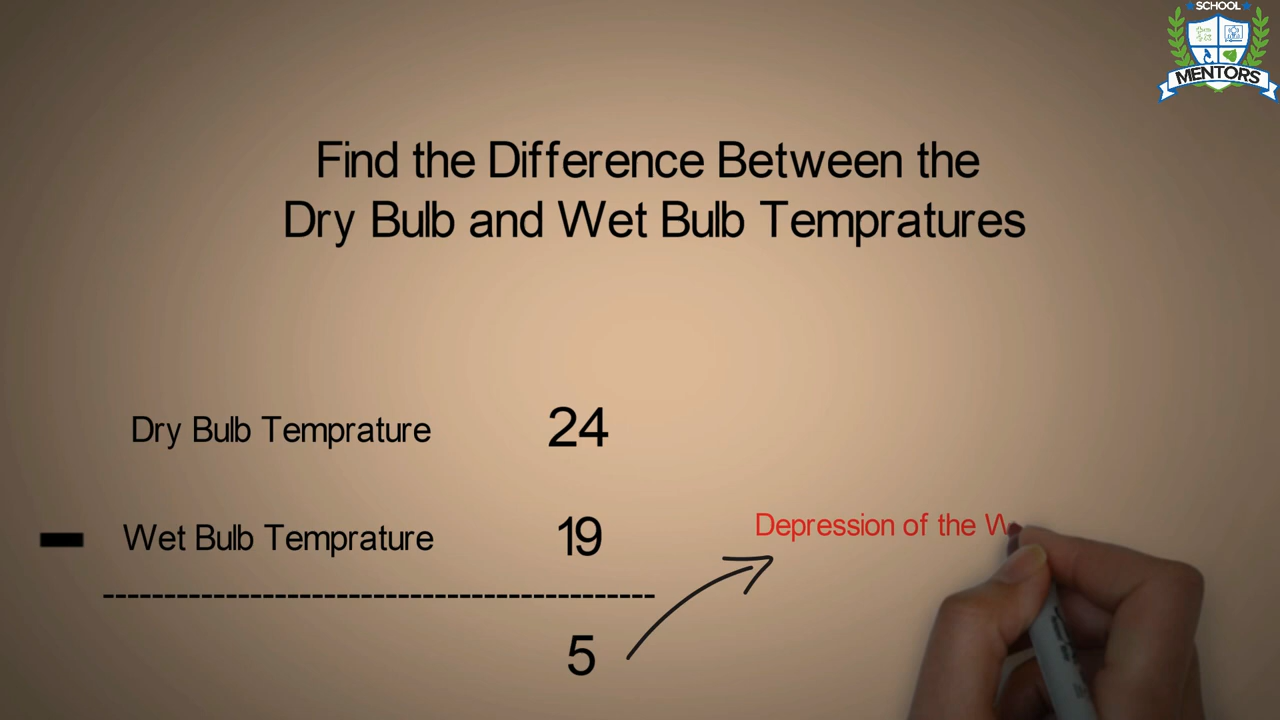 SCHOOL
MENTORS
Find the Difference Between the
Dry Bulb and Wet Bulb Tempratures
Dry Bulb Temprature 24
- Wet Bulb Temprature 19
Depression of the W
---------------------------------------------
5